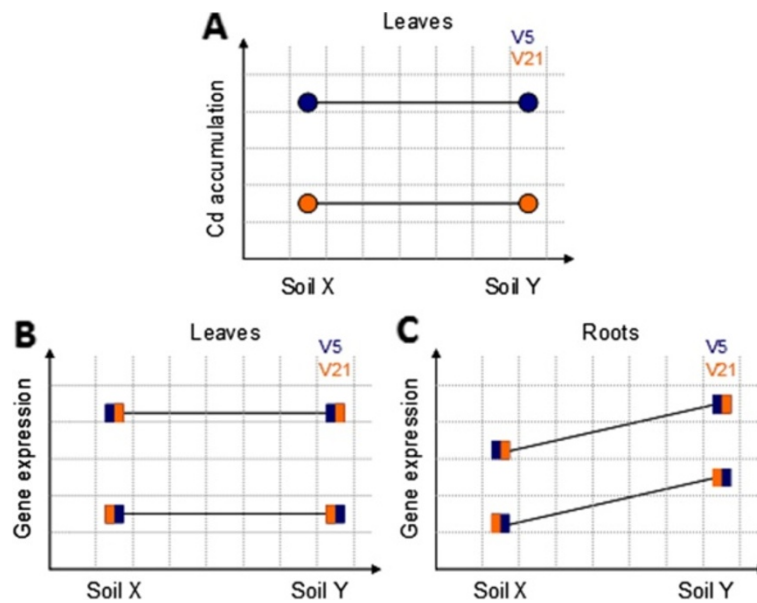 A
Leaves
V5
V21
Cd accumulation
Soil X
Soil Y
B
Leaves
V5
V21
Gene expression
Soil X
Soil Y
C
Roots
V5
V21
Gene expression
Soil X
Soil Y